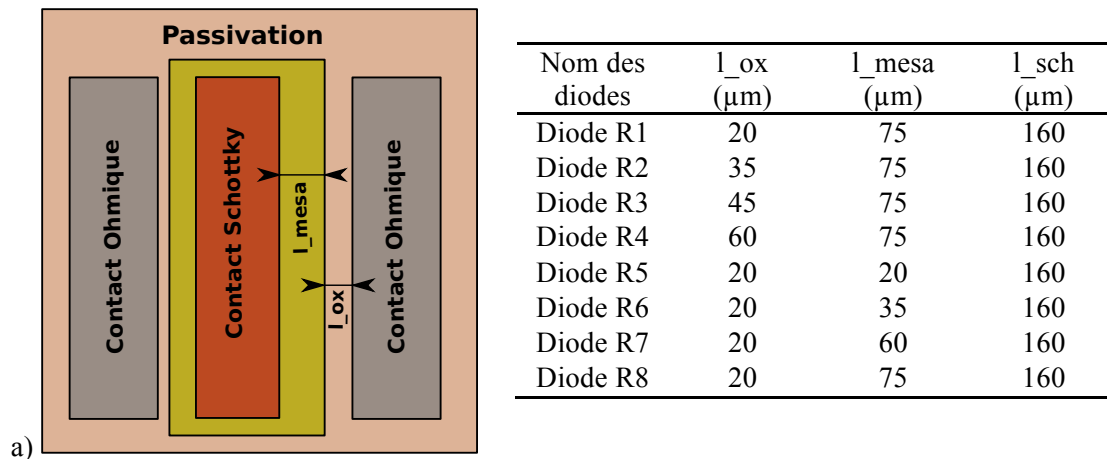 Passivation
Contact Ohmique
Contact Schottky
l_mesa
l_ox
Contact Ohmique
a)
Nom des diodes l_ox (µm) l_mesa (µm) l_sch (µm)
Diode R1 20 75 160
Diode R2 35 75 160
Diode R3 45 75 160
Diode R4 60 75 160
Diode R5 20 20 160
Diode R6 20 35 160
Diode R7 20 60 160
Diode R8 20 75 160